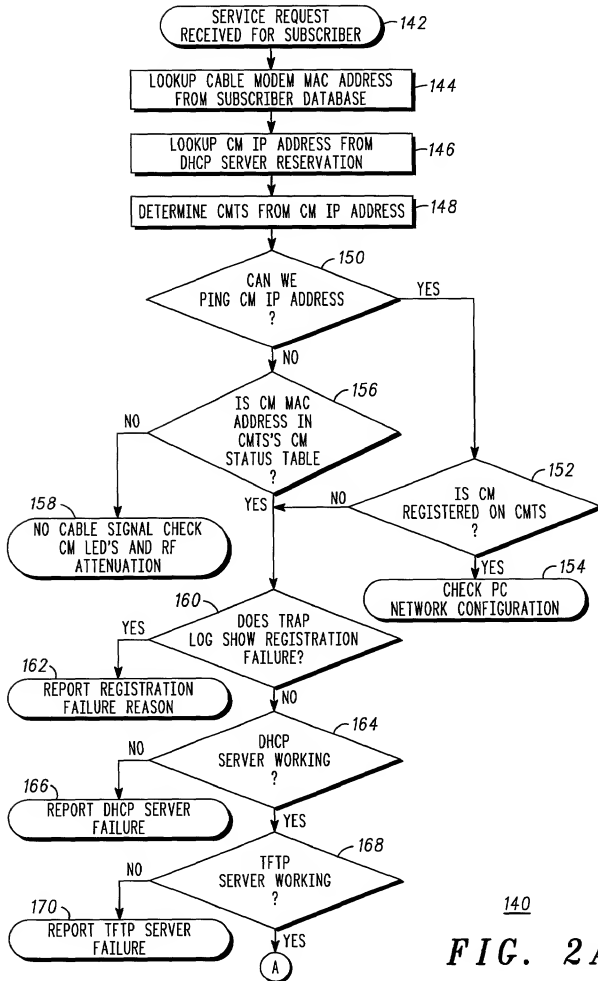 SERVICE REQUEST
RECEIVED FOR SUBSCRIBER
142
LOOKUP CABLE MODEM MAC ADDRESS
FROM SUBSCRIBER DATABASE
144
LOOKUP CM IP ADDRESS FROM
DHCP SERVER RESERVATION
146
DETERMINE CMTS FROM CM IP ADDRESS
148
150
CAN WE
PING CM IP ADDRESS
?
YES
NO
156
IS CM MAC
ADDRESS IN
CMTS'S CM
STATUS TABLE
?
NO
YES
152
IS CM
REGISTERED ON CMTS
?
NO
YES
158
NO CABLE SIGNAL CHECK
CM LED'S AND RF
ATTENUATION
154
CHECK PC
NETWORK CONFIGURATION
160
DOES TRAP
LOG SHOW REGISTRATION
FAILURE?
YES
NO
162
REPORT REGISTRATION
FAILURE REASON
164
DHCP
SERVER WORKING
?
NO
YES
166
REPORT DHCP SERVER
FAILURE
168
TFTP
SERVER WORKING
?
NO
YES
170
REPORT TFTP SERVER
FAILURE
A
140
FIG. 2A